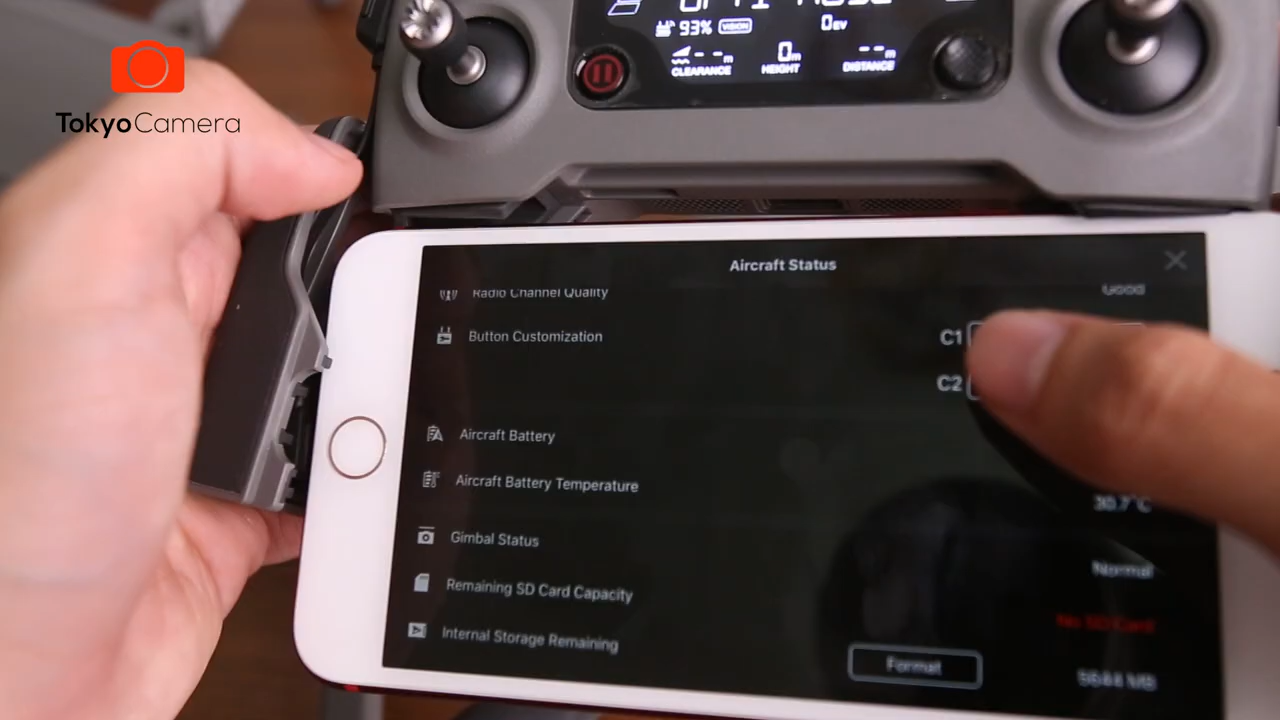 TokyoCamera
93% VISION 0EV
--m 0m --m
CLEARANCE HEIGHT DISTANCE
Aircraft Status
Radio Channel Quality Good
Button Customization C1
C2
Aircraft Battery
Aircraft Battery Temperature 30.7°C
Gimbal Status Normal
Remaining SD Card Capacity No SD Card
Internal Storage Remaining Format 5644 MB